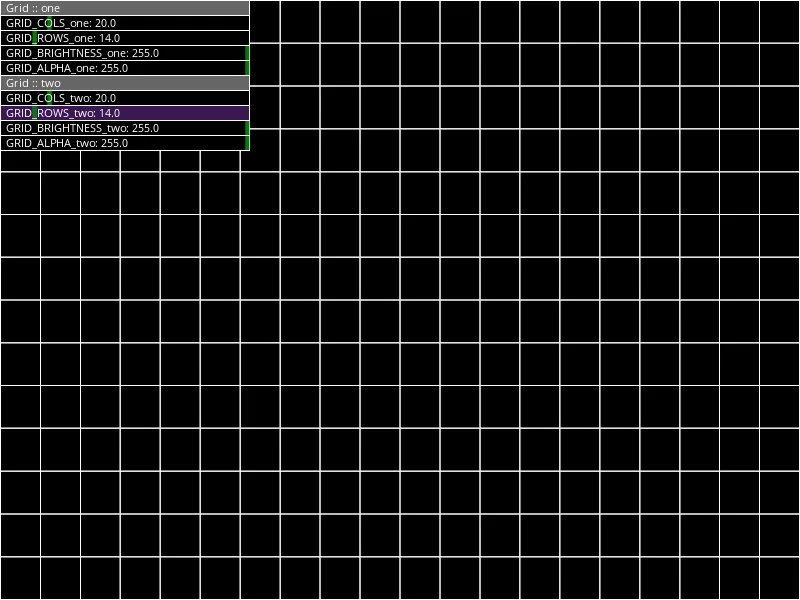 Grid :: one
GRID_COLS_one: 20.0
GRID_ROWS_one: 14.0
GRID_BRIGHTNESS_one: 255.0
GRID_ALPHA_one: 255.0
Grid :: two
GRID_COLS_two: 20.0
GRID_ROWS_two: 14.0
GRID_BRIGHTNESS_two: 255.0
GRID_ALPHA_two: 255.0